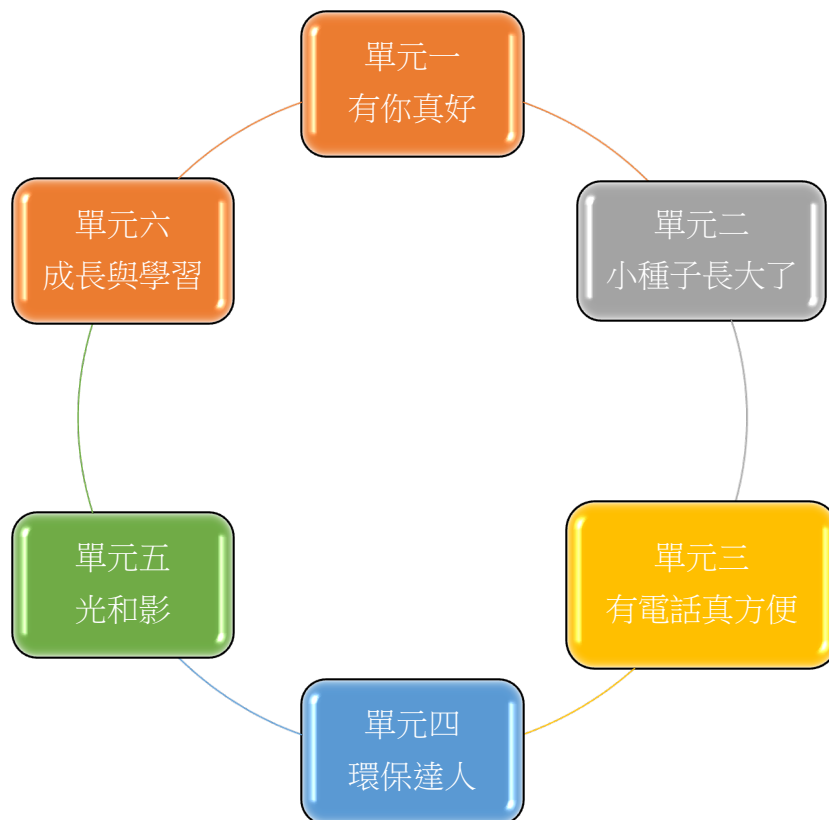 單元一
有你真好
單元二
小種子長大了
單元三
有電話真方便
單元四
環保達人
單元五
光和影
單元六
成長與學習